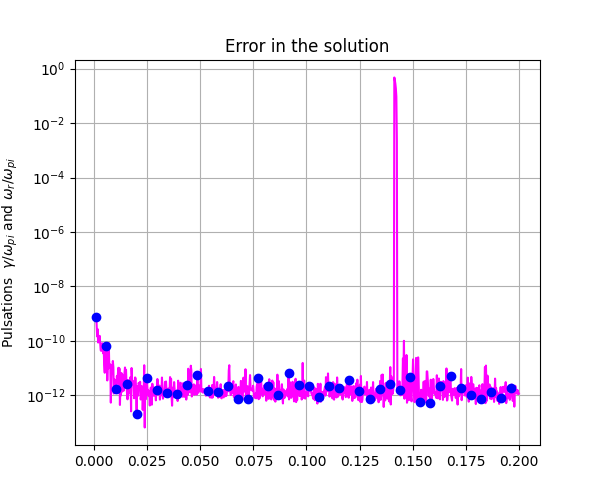 Error in the solution
Pulsations γ/ω_pi and ω_r/ω_pi
10^0
10^−2
10^−4
10^−6
10^−8
10^−10
10^−12
0.000 0.025 0.050 0.075 0.100 0.125 0.150 0.175 0.200